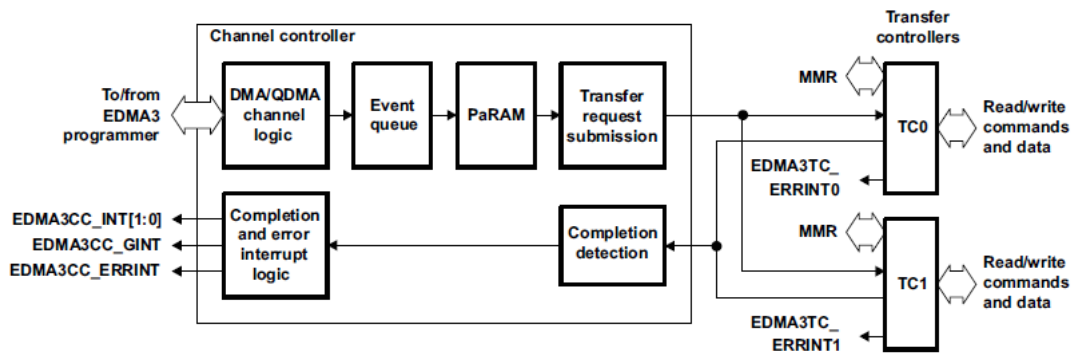 Channel controller
To/from
EDMA3
programmer
DMA/QDMA
channel
logic
Event
queue
PaRAM
Transfer
request
submission
Transfer
controllers
MMR
TC0
Read/write
commands
and data
EDMA3TC_
ERRINT0
EDMA3CC_INT[1:0]
EDMA3CC_GINT
EDMA3CC_ERRINT
Completion
and error
interrupt
logic
Completion
detection
MMR
TC1
Read/write
commands
and data
EDMA3TC_
ERRINT1